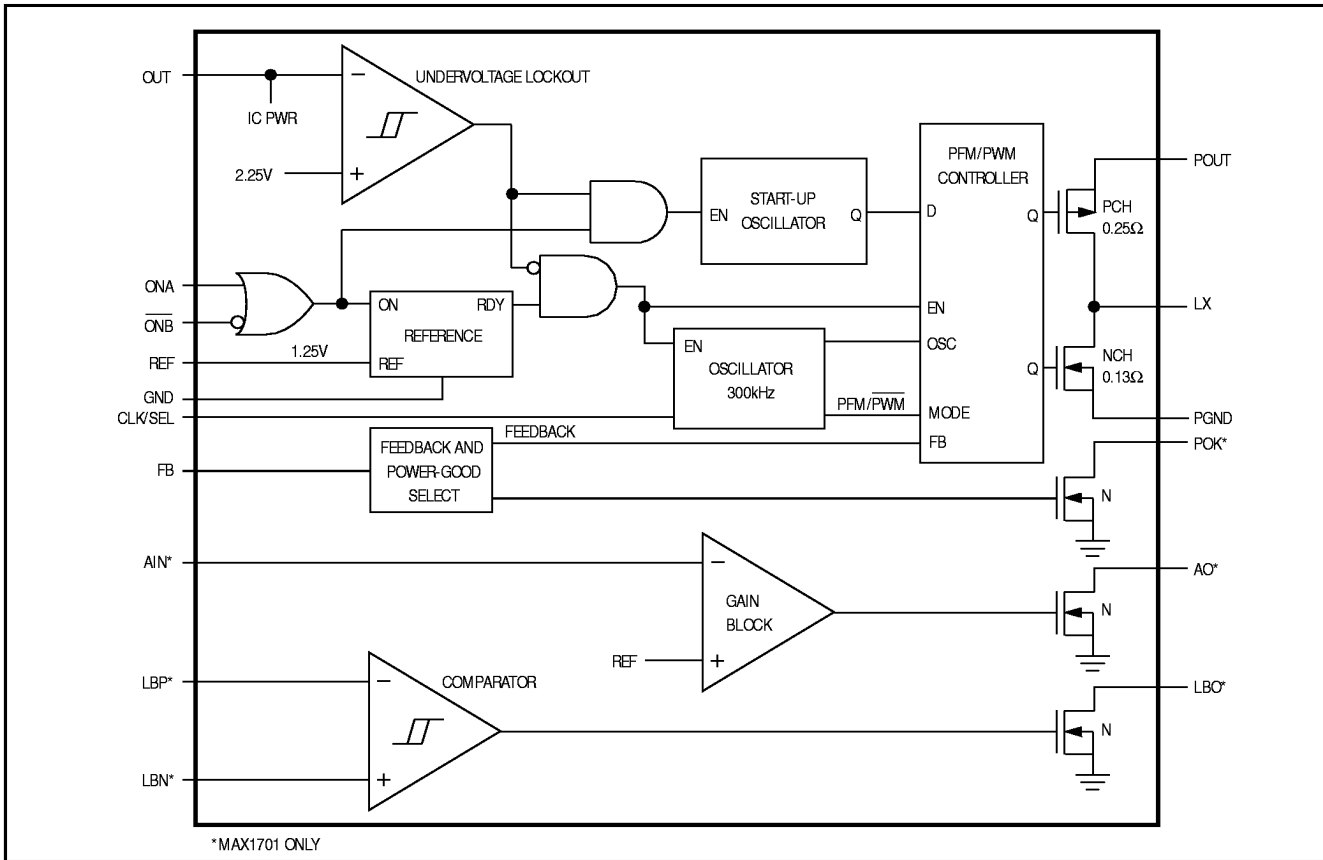 OUT
UNDERVOLTAGE LOCKOUT
IC PWR
2.25V
−
+
PFM/PWM
CONTROLLER
POUT
START-UP
OSCILLATOR
EN
Q
D
Q
PCH
0.25Ω
ONA
ONB
ON
RDY
REFERENCE
1.25V
REF
REF
GND
CLK/SEL
EN
LX
EN
OSCILLATOR
300kHz
OSC
Q
NCH
0.13Ω
PFM/PWM
MODE
PGND
FEEDBACK
FB
POK*
FB
FEEDBACK AND
POWER-GOOD
SELECT
N
AIN*
−
GAIN
BLOCK
REF
+
AO*
N
LBP*
−
COMPARATOR
LBO*
N
LBN*
+
*MAX1701 ONLY